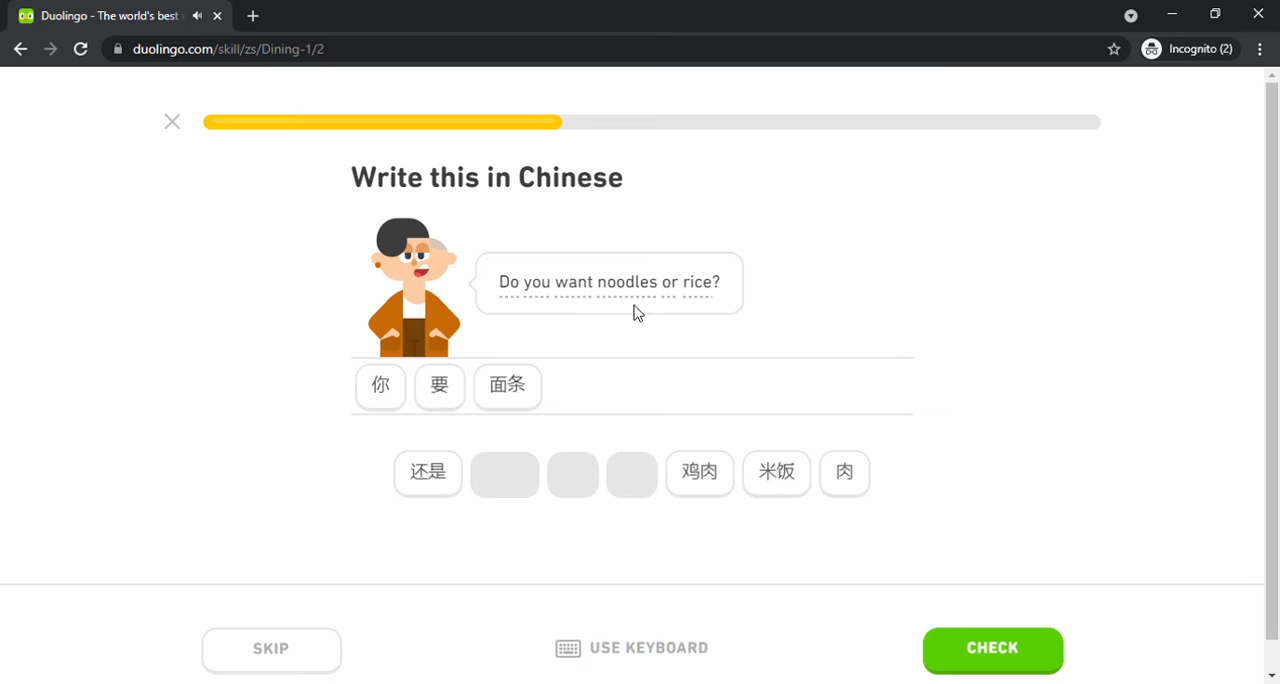 Duolingo - The world's best
duolingo.com/skill/zs/Dining-1/2
Incognito (2)
Write this in Chinese
Do you want noodles or rice?
你 要 面条
还是 鸡肉 米饭 肉
SKIP
USE KEYBOARD
CHECK